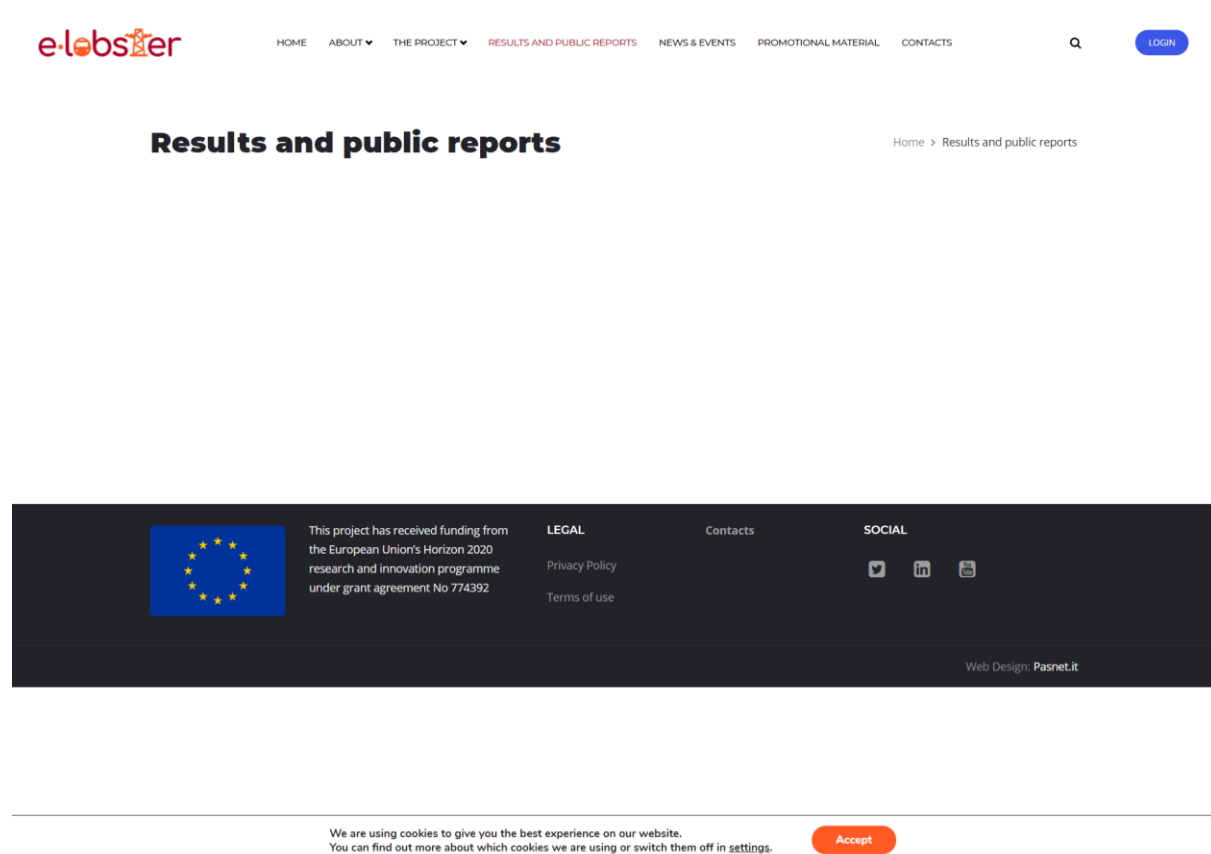 e·lobster
HOME ABOUT THE PROJECT RESULTS AND PUBLIC REPORTS NEWS & EVENTS PROMOTIONAL MATERIAL CONTACTS LOGIN
Results and public reports
Home > Results and public reports
This project has received funding from
the European Union's Horizon 2020
research and innovation programme
under grant agreement No 774392
LEGAL
Privacy Policy
Terms of use
Contacts
SOCIAL
Web Design: Pasnet.it
We are using cookies to give you the best experience on our website.
You can find out more about which cookies we are using or switch them off in settings.
Accept